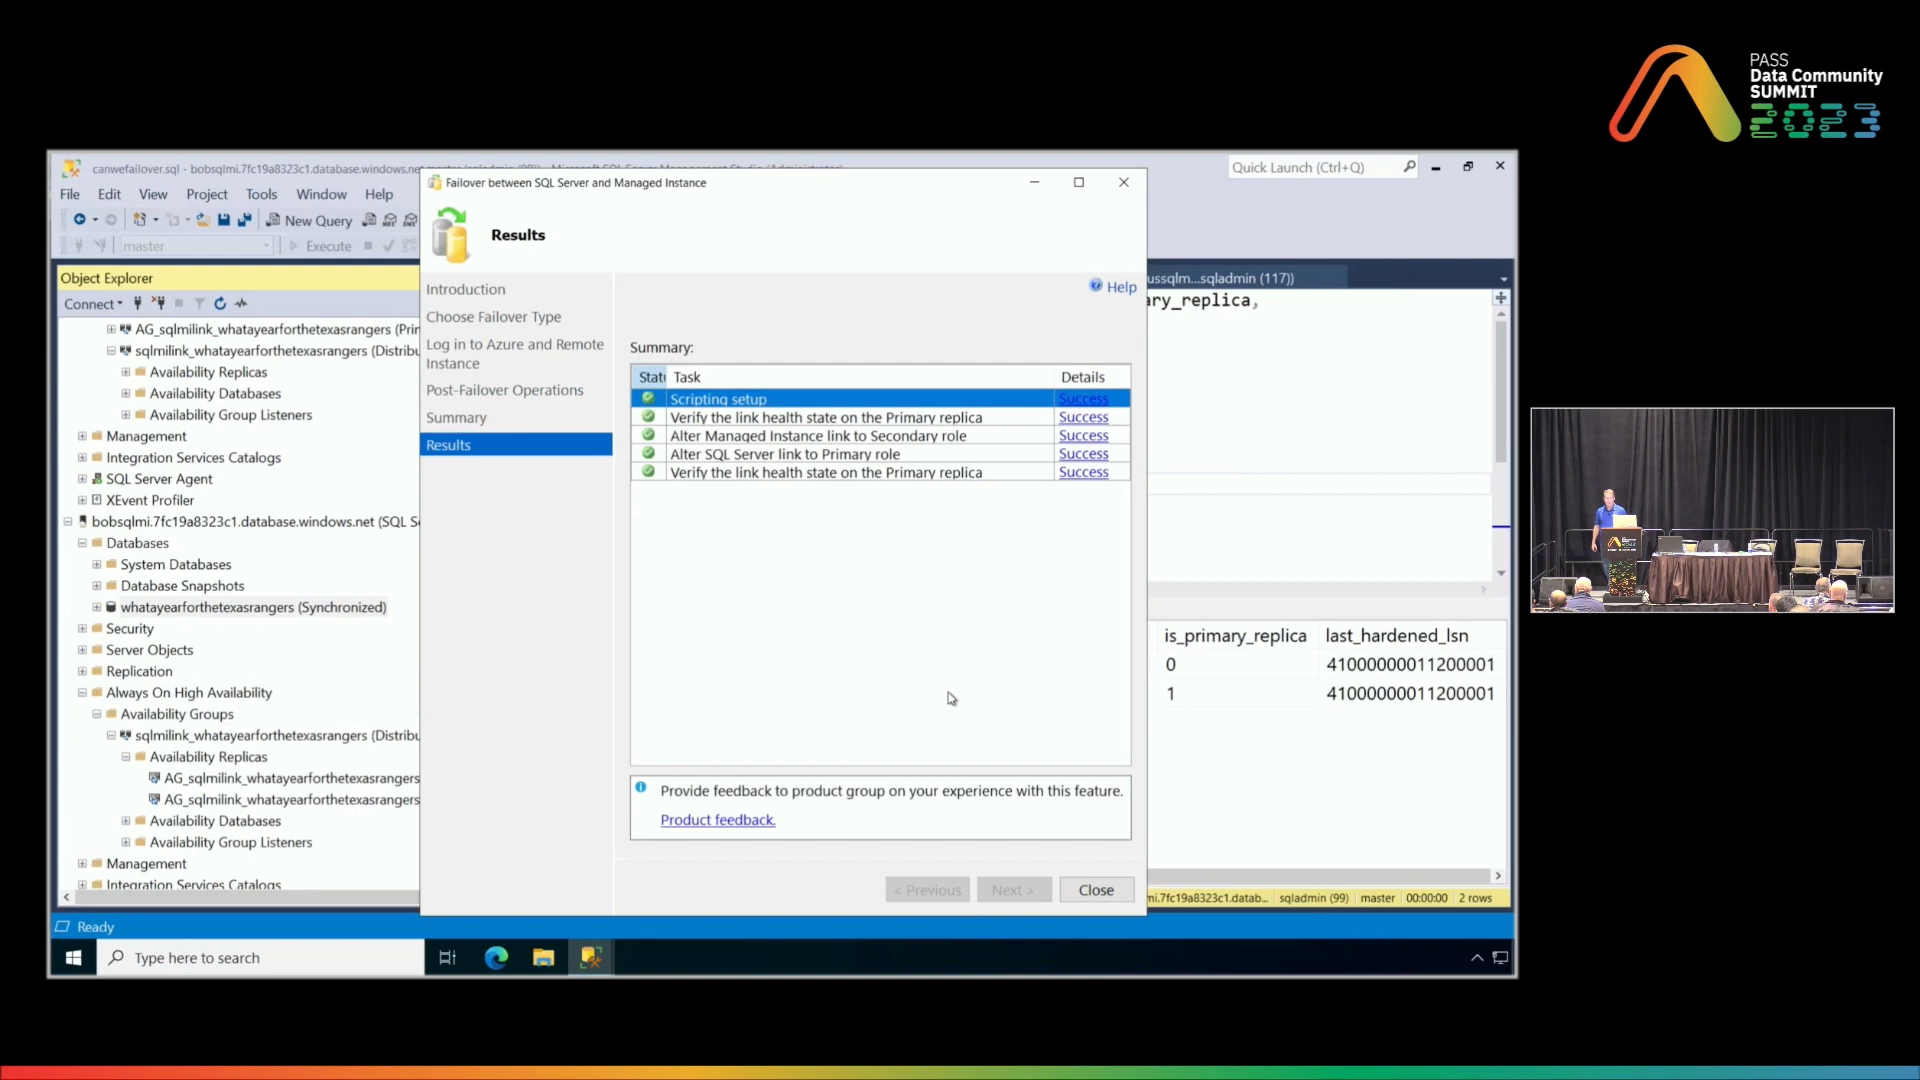 PASS
Data Community
SUMMIT
2023
canwefailover.sql - bobsqlmi.7fc19a8323c1.database.windows.net
Quick Launch (Ctrl+Q)
File Edit View Project Tools Window Help
New Query
master
Execute
Object Explorer
Connect
AG_sqlmilink_whatayearforthetexasrangers (Prin
sqlmilink_whatayearforthetexasrangers (Distribu
Availability Replicas
Availability Databases
Availability Group Listeners
Management
Integration Services Catalogs
SQL Server Agent
XEvent Profiler
bobsqlmi.7fc19a8323c1.database.windows.net (SQL S
Databases
System Databases
Database Snapshots
whatayearforthetexasrangers (Synchronized)
Security
Server Objects
Replication
Always On High Availability
Availability Groups
sqlmilink_whatayearforthetexasrangers (Distribu
Availability Replicas
AG_sqlmilink_whatayearforthetexasrangers
AG_sqlmilink_whatayearforthetexasrangers
Availability Databases
Availability Group Listeners
Management
Integration Services Catalogs
Failover between SQL Server and Managed Instance
Results
Introduction
Choose Failover Type
Log in to Azure and Remote
Instance
Post-Failover Operations
Summary
Results
Help
Summary:
Stat Task Details
Scripting setup Success
Verify the link health state on the Primary replica Success
Alter Managed Instance link to Secondary role Success
Alter SQL Server link to Primary role Success
Verify the link health state on the Primary replica Success
Provide feedback to product group on your experience with this feature.
Product feedback.
< Previous Next > Close
ussqlm...sqladmin (117))
ary_replica,
is_primary_replica last_hardened_lsn
0 41000000011200001
1 41000000011200001
mi.7fc19a8323c1.datab... sqladmin (99) master 00:00:00 2 rows
Ready
Type here to search